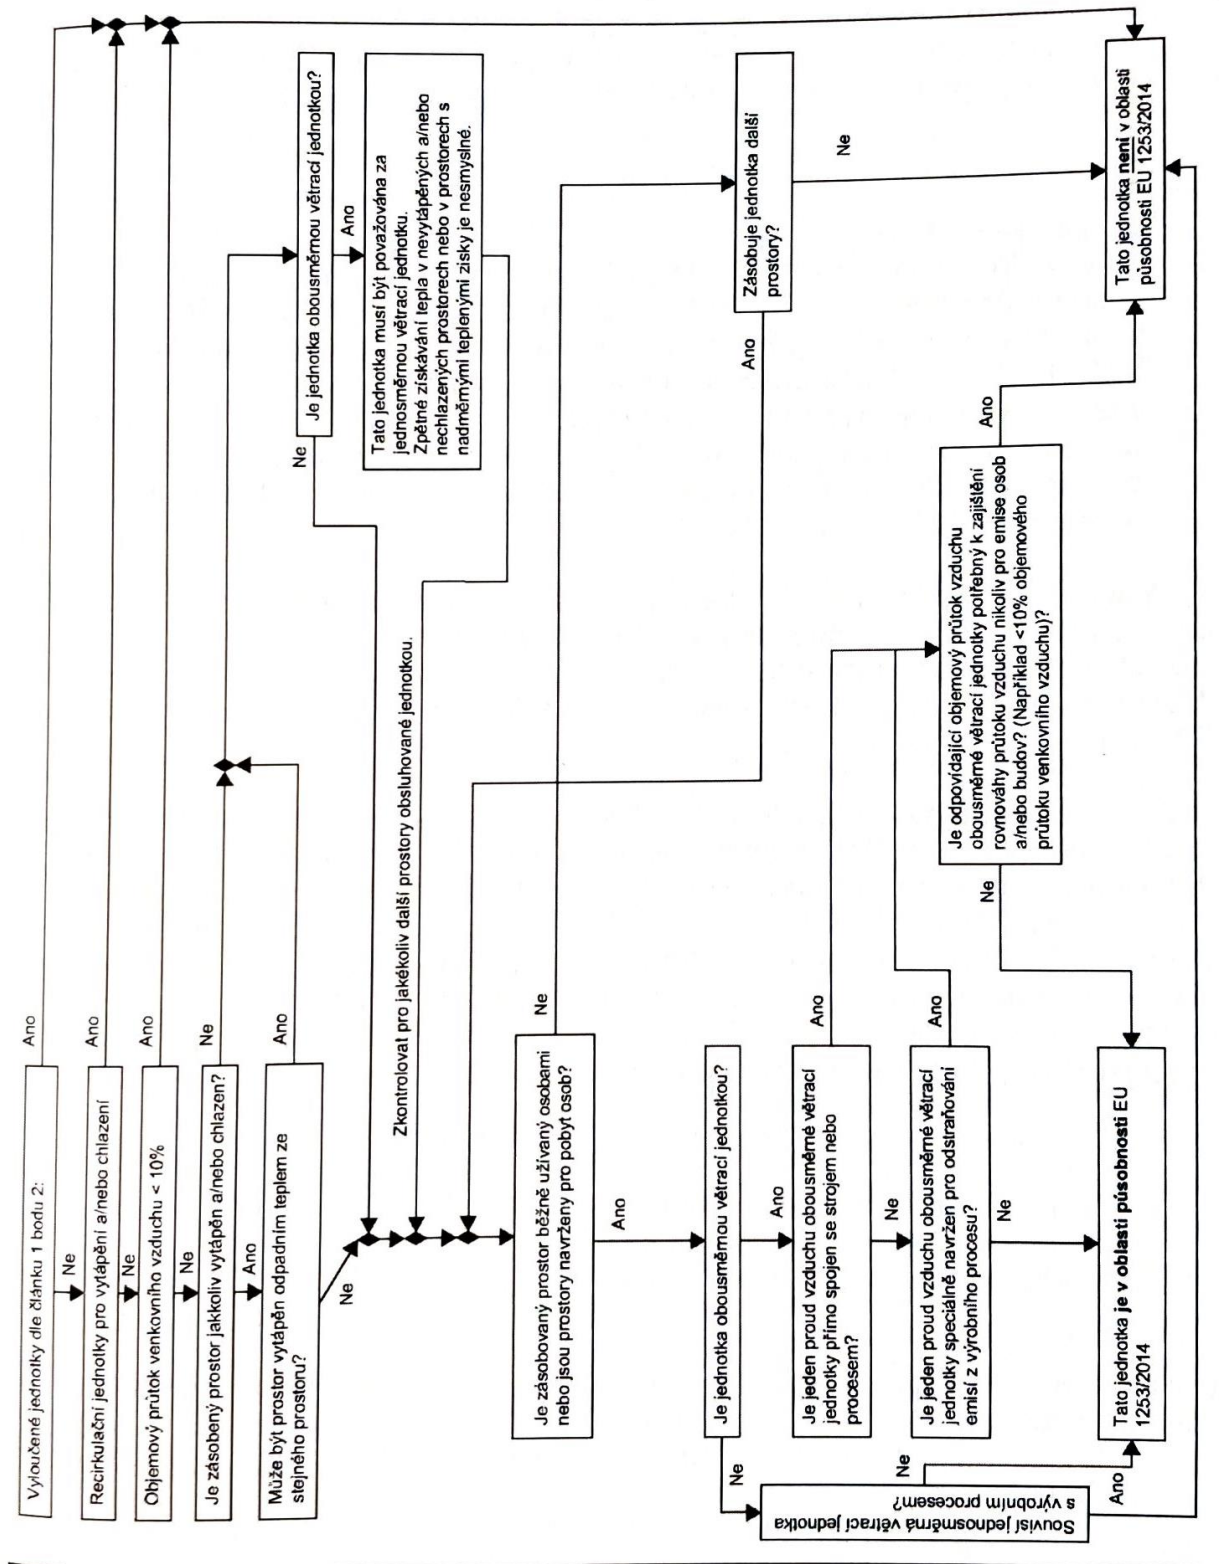 Vyloučené jednotky dle článku 1 bodu 2:
Ano
Ne
Recirkulační jednotky pro vytápění a/nebo chlazení
Ano
Ne
Objemový průtok venkovního vzduchu < 10%
Ano
Ne
Je zásobený prostor jakkoliv vytápěn a/nebo chlazen?
Ne
Ano
Může být prostor vytápěn odpadním teplem ze
stejného prostoru?
Ano
Ne
Je jednotka obousměrnou větrací jednotkou?
Ne
Ano
Tato jednotka musí být považována za
jednosměrnou větrací jednotku.
Zpětné získávání tepla v nevytápěných a/nebo
nechlazených prostorech nebo v prostorech s
nadměrnými teplenými zisky je nesmyslné.
Zkontrolovat pro jakékoliv další prostory obsluhované jednotkou.
Je zásobovaný prostor běžně užívaný osobami
nebo jsou prostory navrženy pro pobyt osob?
Ne
Ano
Zásobuje jednotka další
prostory?
Ano
Ne
Je jednotka obousměrnou větrací jednotkou?
Ne
Ano
Je jeden proud vzduchu obousměrné větrací
jednotky přímo spojen se strojem nebo
procesem?
Ano
Ne
Je jeden proud vzduchu obousměrné větrací
jednotky speciálně navržen pro odstraňování
emisí z výrobního procesu?
Ano
Ne
Je odpovídající objemový průtok vzduchu
obousměrné větrací jednotky potřebný k zajištění
rovnováhy průtoku vzduchu nikoliv pro emise osob
a/nebo budov? (Například <10% objemového
průtoku venkovního vzduchu)?
Ano
Ne
Souvisí jednosměrná větrací jednotka
s výrobním procesem?
Ne
Ano
Tato jednotka je v oblasti působnosti EU
1253/2014
Tato jednotka není v oblasti
působnosti EU 1253/2014